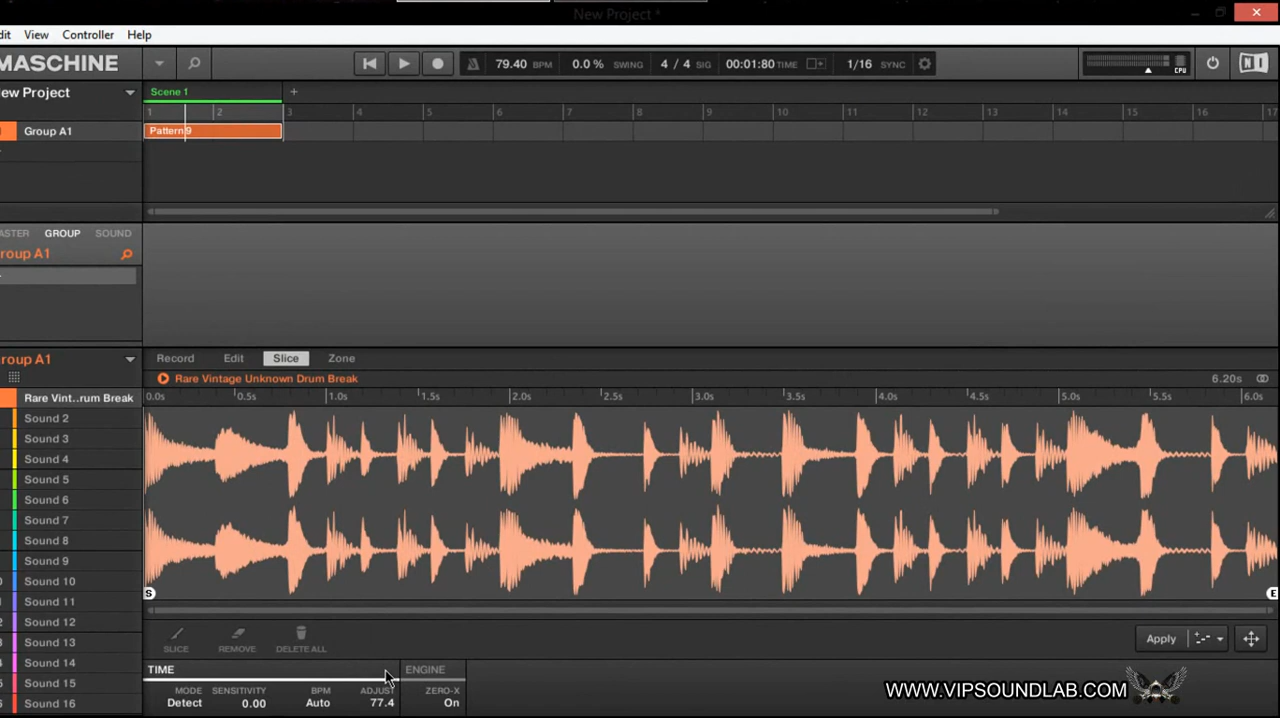 New Project *
dit View Controller Help
MASCHINE 79.40 BPM 0.0 % SWING 4 / 4 SIG 00:01:80 TIME 1/16 SYNC CPU
ew Project Scene 1 +
1 2 3 4 5 6 7 8 9 10 11 12 13 14 15 16 17
Group A1 Pattern 9
ASTER GROUP SOUND
roup A1
roup A1 Record Edit Slice Zone
Rare Vintage Unknown Drum Break 6.20s
Rare Vint..rum Break 0.0s 0.5s 1.0s 1.5s 2.0s 2.5s 3.0s 3.5s 4.0s 4.5s 5.0s 5.5s 6.0s
Sound 2
Sound 3
Sound 4
Sound 5
Sound 6
Sound 7
Sound 8
Sound 9
Sound 10
Sound 11
Sound 12
Sound 13
Sound 14
Sound 15
Sound 16
S E
SLICE REMOVE DELETE ALL Apply
TIME ENGINE
MODE SENSITIVITY BPM ADJUST ZERO-X
Detect 0.00 Auto 77.4 On
WWW.VIPSOUNDLAB.COM